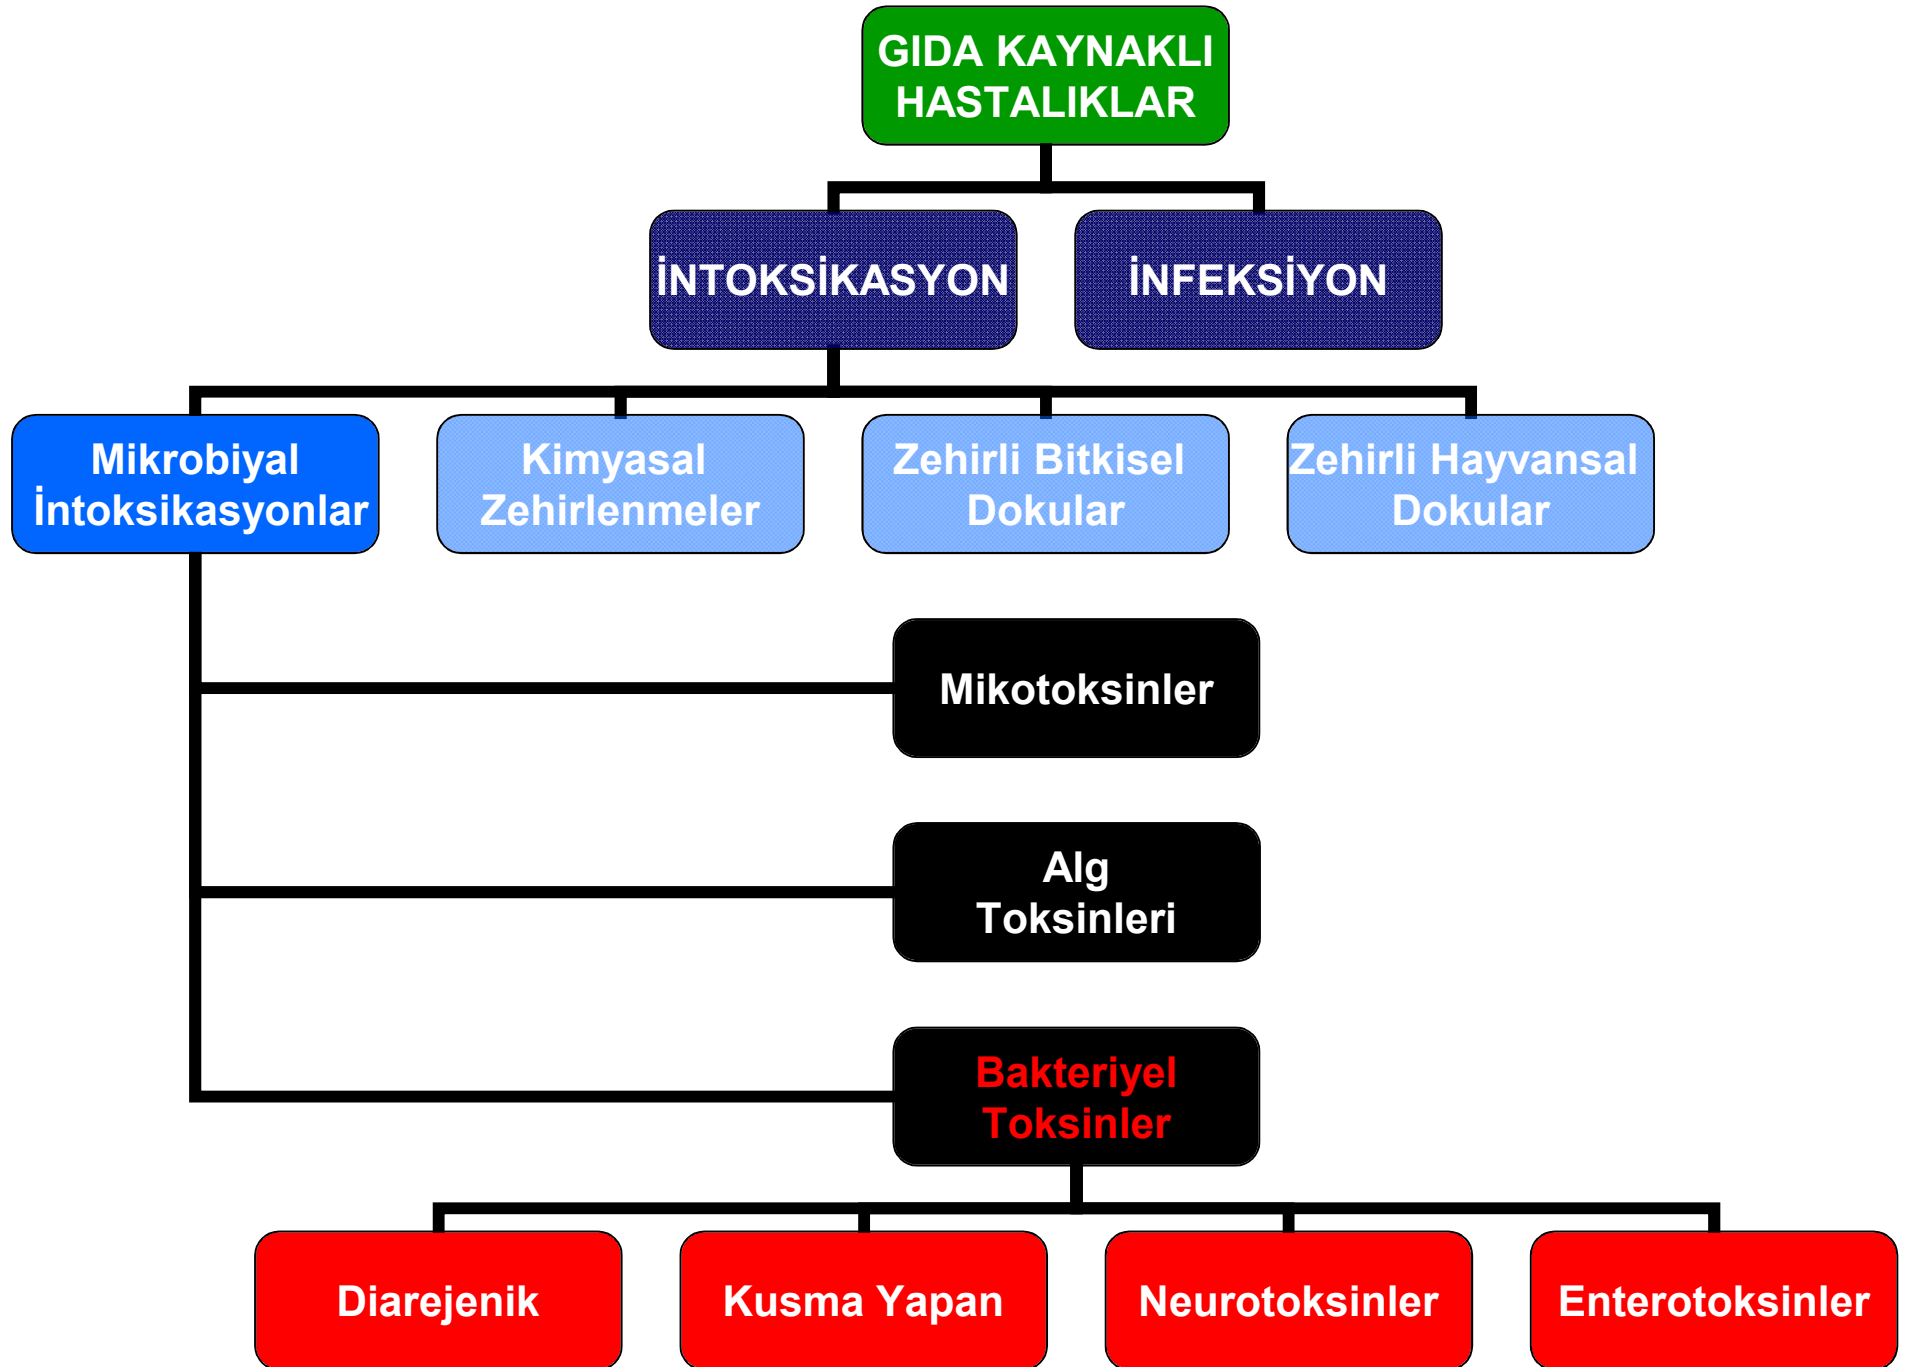 GIDA KAYNAKLI
HASTALIKLAR
İNTOKSİKASYON
İNFEKSİYON
Mikrobiyal
İntoksikasyonlar
Kimyasal
Zehirlenmeler
Zehirli Bitkisel
Dokular
Zehirli Hayvansal
Dokular
Mikotoksinler
Alg
Toksinleri
Bakteriyel
Toksinler
Diarejenik
Kusma Yapan
Neurotoksinler
Enterotoksinler